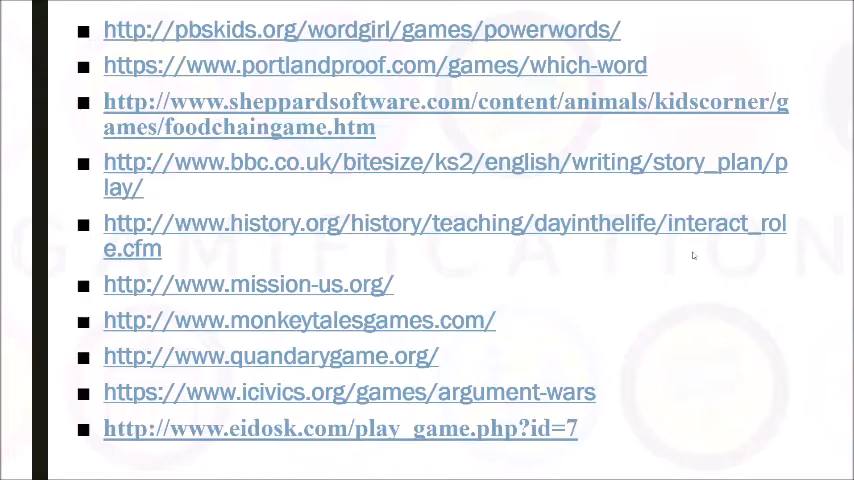 http://pbskids.org/wordgirl/games/powerwords/
https://www.portlandproof.com/games/which-word
http://www.sheppardsoftware.com/content/animals/kidscorner/g
ames/foodchaingame.htm
http://www.bbc.co.uk/bitesize/ks2/english/writing/story_plan/p
lay/
http://www.history.org/history/teaching/dayinthelife/interact_rol
e.cfm
GAMIFICATION
http://www.mission-us.org/
http://www.monkeytalesgames.com/
http://www.quandarygame.org/
https://www.icivics.org/games/argument-wars
http://www.eidosk.com/play_game.php?id=7